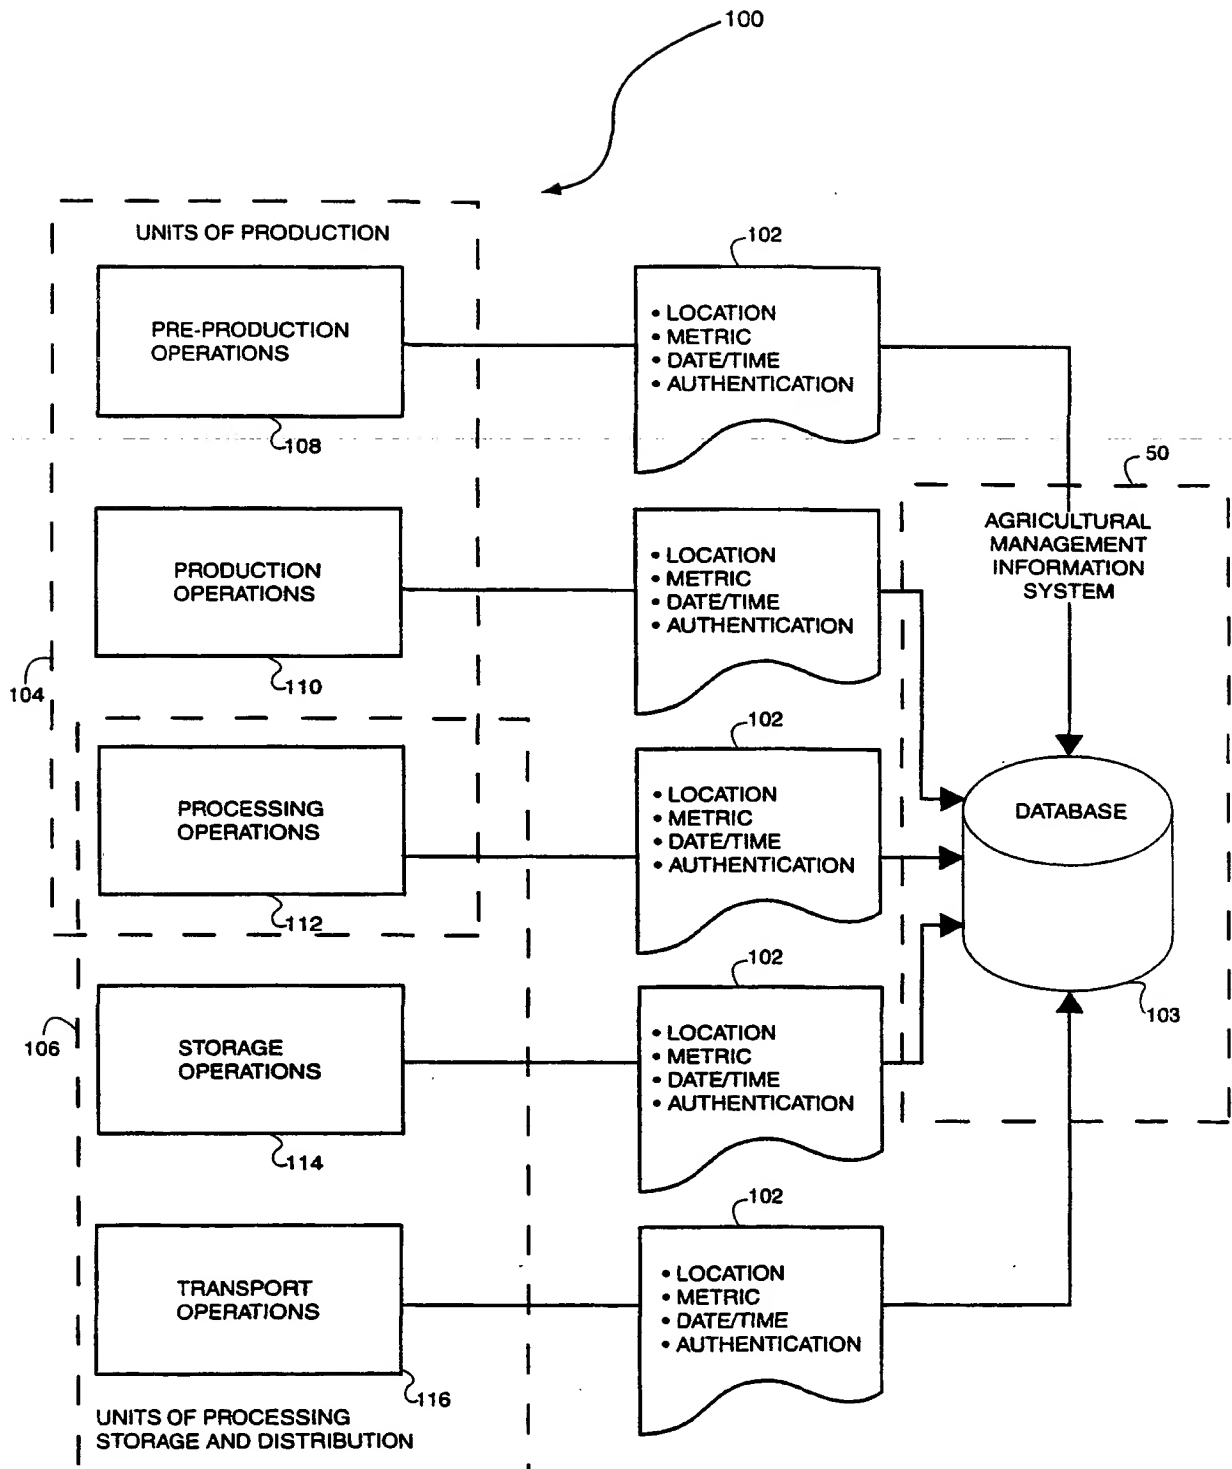 100
UNITS OF PRODUCTION
PRE-PRODUCTION
OPERATIONS
108
102
• LOCATION
• METRIC
• DATE/TIME
• AUTHENTICATION
50
AGRICULTURAL
MANAGEMENT
INFORMATION
SYSTEM
PRODUCTION
OPERATIONS
110
104
• LOCATION
• METRIC
• DATE/TIME
• AUTHENTICATION
PROCESSING
OPERATIONS
112
102
• LOCATION
• METRIC
• DATE/TIME
• AUTHENTICATION
DATABASE
103
STORAGE
OPERATIONS
114
106
102
• LOCATION
• METRIC
• DATE/TIME
• AUTHENTICATION
TRANSPORT
OPERATIONS
116
102
• LOCATION
• METRIC
• DATE/TIME
• AUTHENTICATION
UNITS OF PROCESSING
STORAGE AND DISTRIBUTION